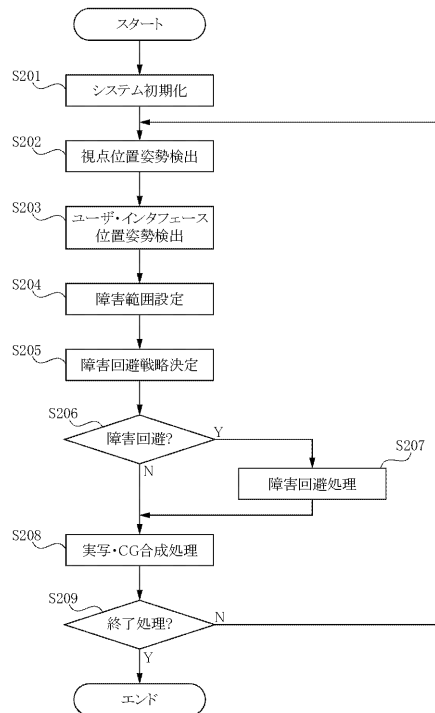 スタート
S201
システム初期化
S202
視点位置姿勢検出
S203
ユーザ・インタフェース
位置姿勢検出
S204
障害範囲設定
S205
障害回避戦略決定
S206
障害回避?
Y
N
S207
障害回避処理
S208
実写・CG合成処理
S209
終了処理?
N
Y
エンド